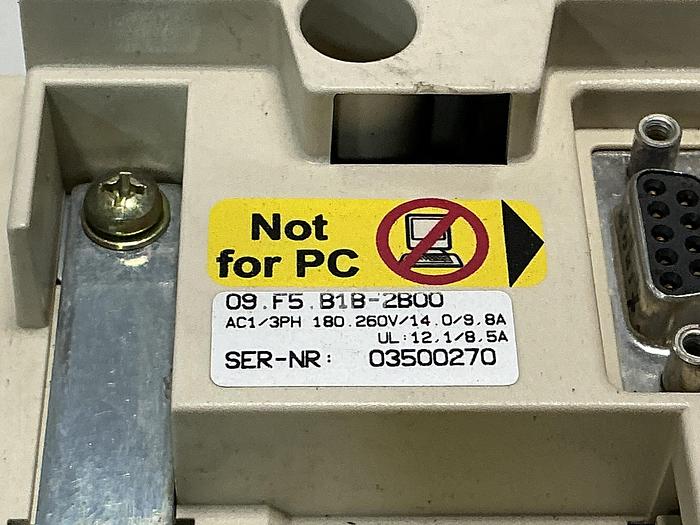 Not
for PC
09.F5.B1B-2B00
AC1/3PH 180.260V/14.0/9,8A
UL:12,1/8,5A
SER-NR: 03500270